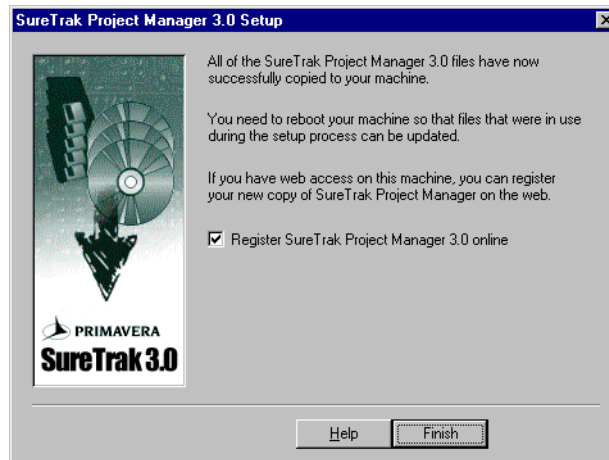 SureTrak Project Manager 3.0 Setup
All of the SureTrak Project Manager 3.0 files have now
successfully copied to your machine.
You need to reboot your machine so that files that were in use
during the setup process can be updated.
If you have web access on this machine, you can register
your new copy of SureTrak Project Manager on the web.
Register SureTrak Project Manager 3.0 online
PRIMAVERA
SureTrak 3.0
Help
Finish